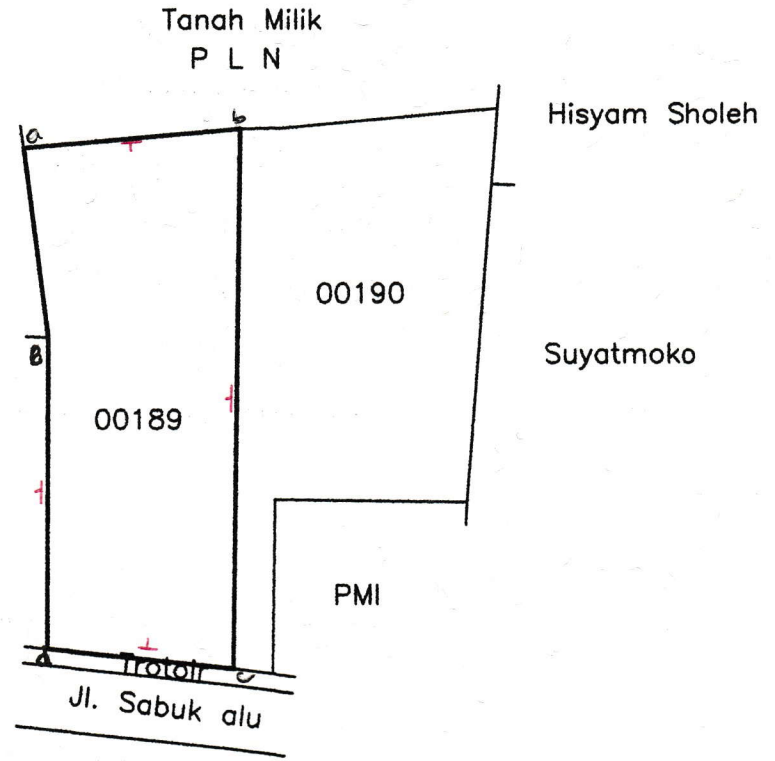 Tanah Milik
P L N
Hisyam Sholeh
a
b
00190
B
Suyatmoko
00189
PMI
d
Trotoir
c
Jl. Sabuk alu